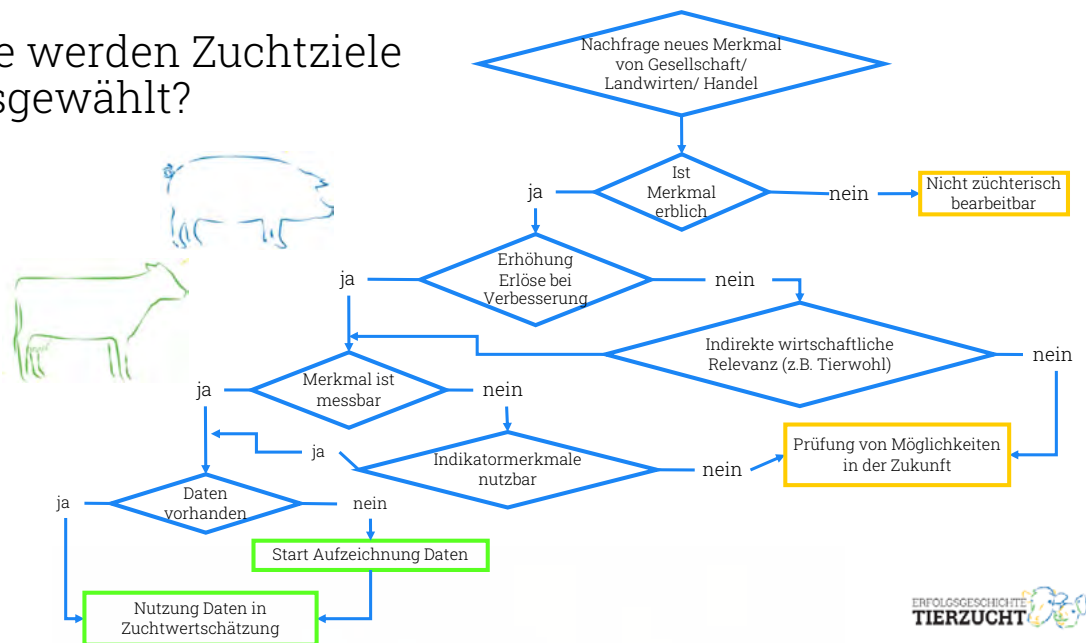 e werden Zuchtziele
sgewählt?
Nachfrage neues Merkmal
von Gesellschaft/
Landwirten/ Handel
Ist
Merkmal
erblich
ja
nein
Nicht züchterisch
bearbeitbar
Erhöhung
Erlöse bei
Verbesserung
ja
nein
Indirekte wirtschaftliche
Relevanz (z.B. Tierwohl)
nein
Merkmal ist
messbar
ja
nein
Indikatormerkmale
nutzbar
ja
nein
Prüfung von Möglichkeiten
in der Zukunft
Daten
vorhanden
ja
nein
Start Aufzeichnung Daten
Nutzung Daten in
Zuchtwertschätzung
ERFOLGSGESCHICHTE
TIERZUCHT